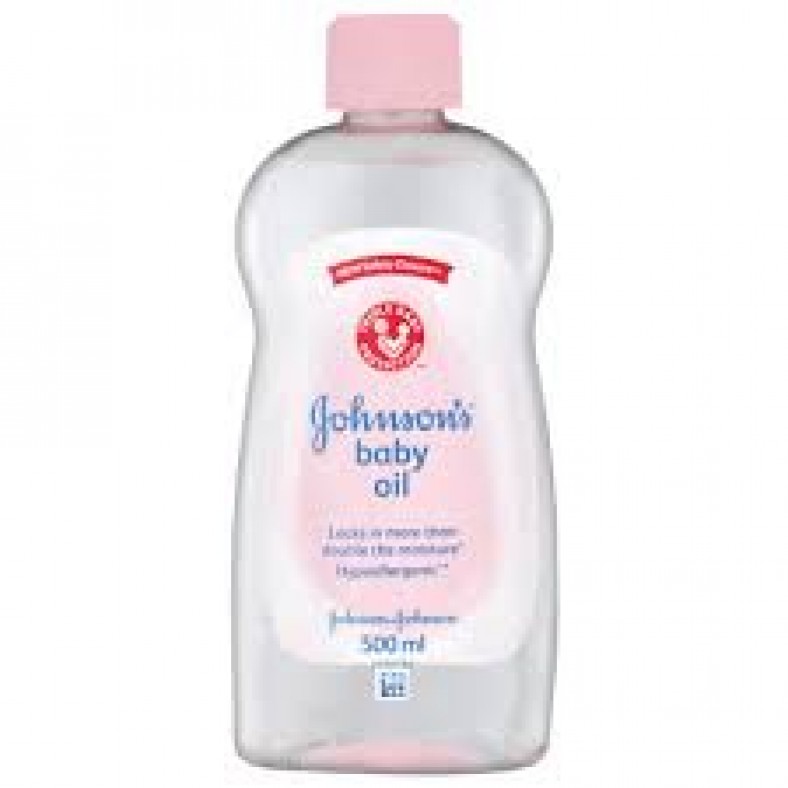 Johnson's
baby
oil
Locks in more than
double the moisture*
Hypoallergenic**
Johnson & Johnson
500 ml